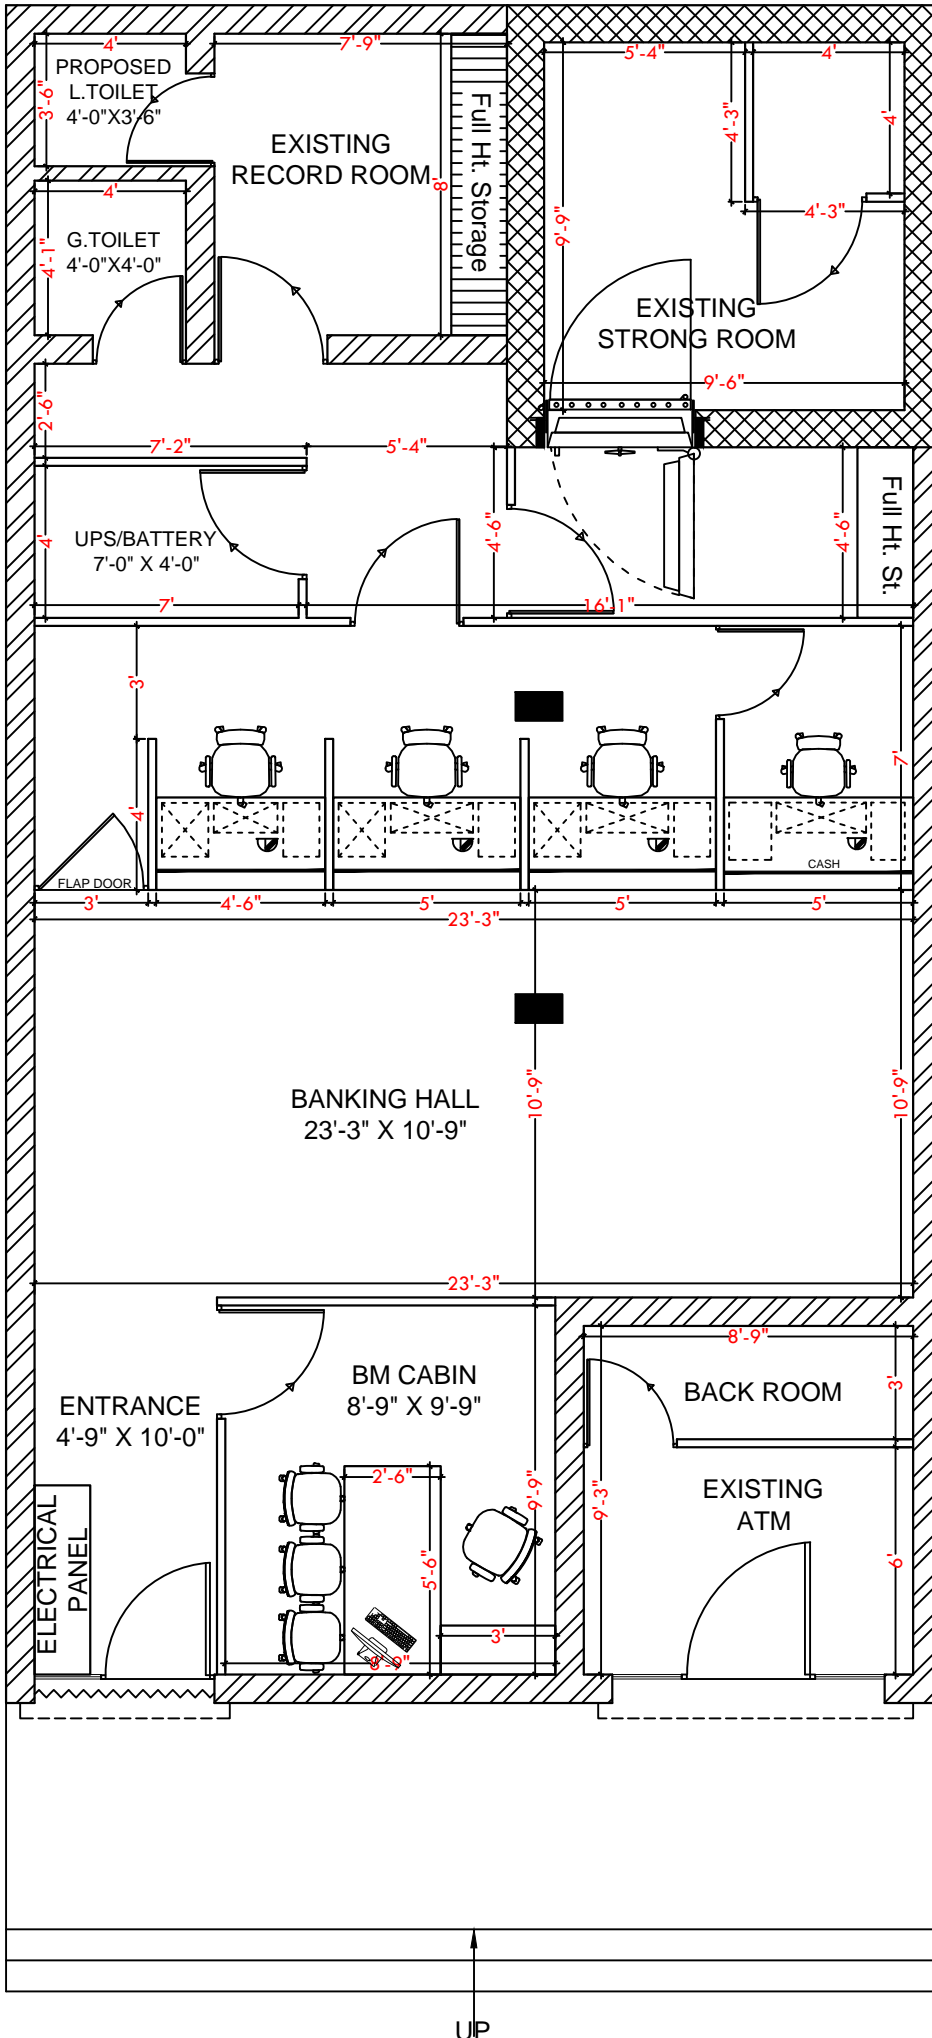 4'
7'-9"
5'-4"
4'
PROPOSED
L.TOILET
4'-0"X3'-6"
3'-6"
EXISTING
RECORD ROOM
8'
Full Ht. Storage
4'-3"
4'
4'
4'-3"
9'-9"
G.TOILET
4'-0"X4'-0"
4'-1"
EXISTING
STRONG ROOM
9'-6"
2'-6"
7'-2"
5'-4"
4'
UPS/BATTERY
7'-0" X 4'-0"
4'-6"
4'-6"
Full Ht. St.
7'
16'-1"
3'
7'
4'
FLAP DOOR
CASH
3'
4'-6"
5'
5'
5'
23'-3"
10'-9"
10'-9"
BANKING HALL
23'-3" X 10'-9"
23'-3"
8'-9"
BM CABIN
8'-9" X 9'-9"
BACK ROOM
3'
ENTRANCE
4'-9" X 10'-0"
2'-6"
9'-9"
9'-3"
EXISTING
ATM
ELECTRICAL
PANEL
5'-6"
6'
3'
8'-9"
UP